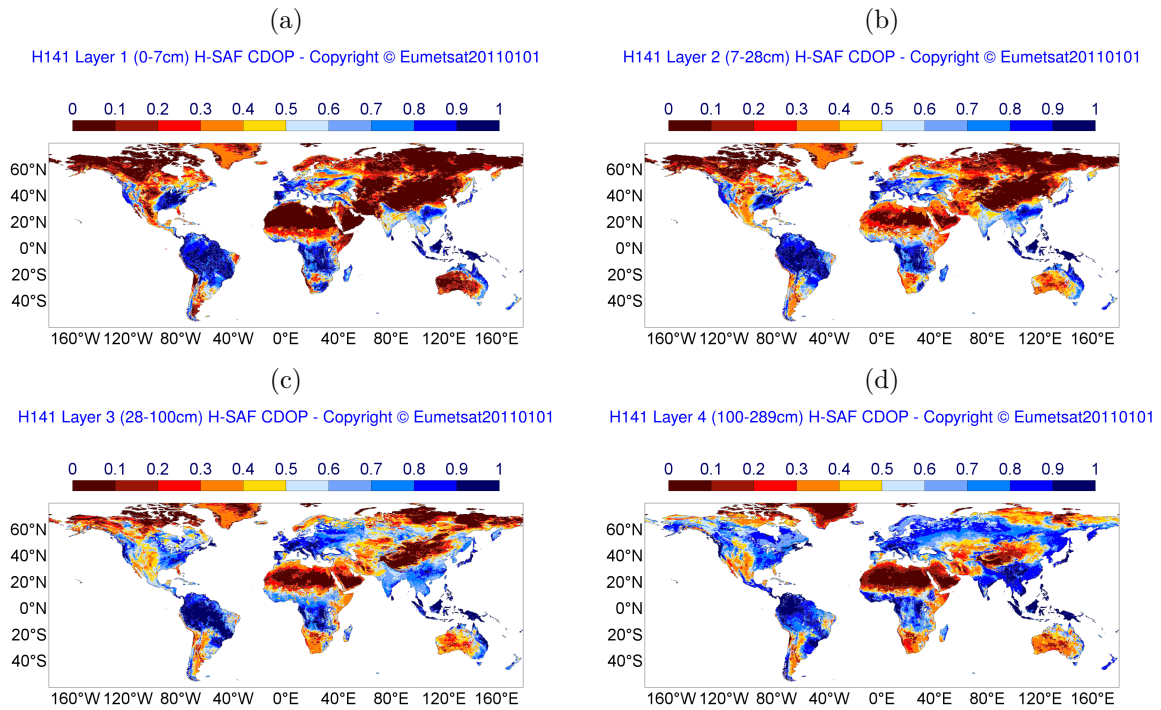 (a)
H141 Layer 1 (0-7cm) H-SAF CDOP - Copyright © Eumetsat20110101
0 0.1 0.2 0.3 0.4 0.5 0.6 0.7 0.8 0.9 1
60°N
40°N
20°N
0°N
20°S
40°S
160°W 120°W 80°W 40°W 0°E 40°E 80°E 120°E 160°E
(b)
H141 Layer 2 (7-28cm) H-SAF CDOP - Copyright © Eumetsat20110101
0 0.1 0.2 0.3 0.4 0.5 0.6 0.7 0.8 0.9 1
60°N
40°N
20°N
0°N
20°S
40°S
160°W 120°W 80°W 40°W 0°E 40°E 80°E 120°E 160°E
(c)
H141 Layer 3 (28-100cm) H-SAF CDOP - Copyright © Eumetsat20110101
0 0.1 0.2 0.3 0.4 0.5 0.6 0.7 0.8 0.9 1
60°N
40°N
20°N
0°N
20°S
40°S
160°W 120°W 80°W 40°W 0°E 40°E 80°E 120°E 160°E
(d)
H141 Layer 4 (100-289cm) H-SAF CDOP - Copyright © Eumetsat20110101
0 0.1 0.2 0.3 0.4 0.5 0.6 0.7 0.8 0.9 1
60°N
40°N
20°N
0°N
20°S
40°S
160°W 120°W 80°W 40°W 0°E 40°E 80°E 120°E 160°E